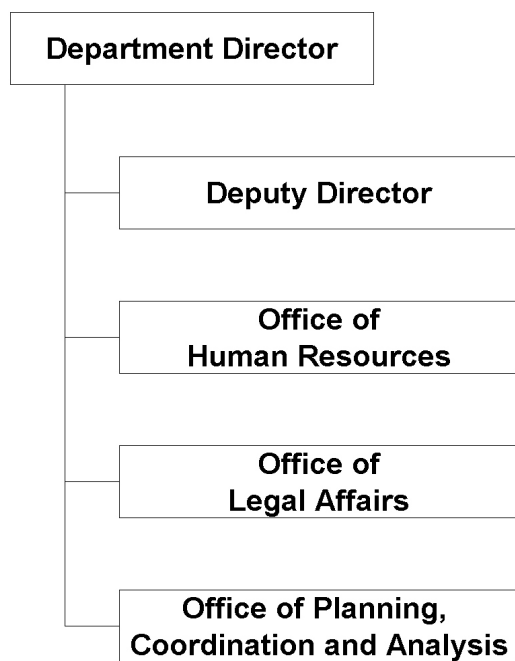 Department Director
Deputy Director
Office of
Human Resources
Office of
Legal Affairs
Office of Planning,
Coordination and Analysis